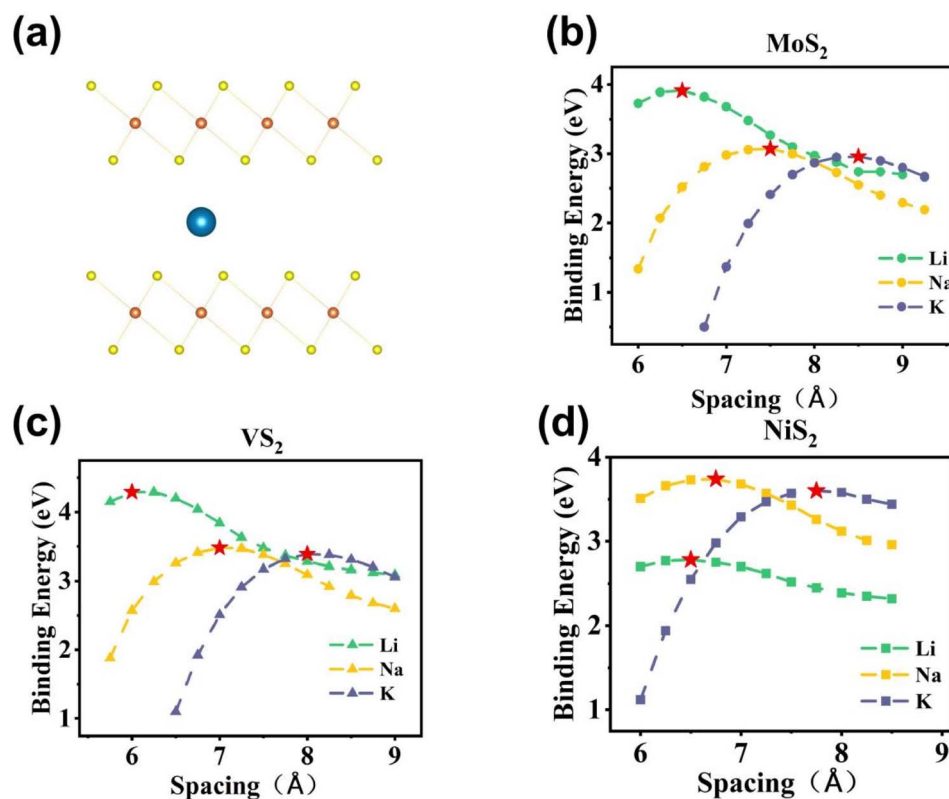 (a)
(b)
MoS2
Binding Energy (eV)
4
3
2
1
6 7 8 9
Spacing（Å）
Li
Na
K
(c)
VS2
Binding Energy (eV)
4
3
2
1
6 7 8 9
Spacing（Å）
Li
Na
K
(d)
NiS2
Binding Energy (eV)
4
3
2
1
6 7 8 9
Spacing（Å）
Li
Na
K